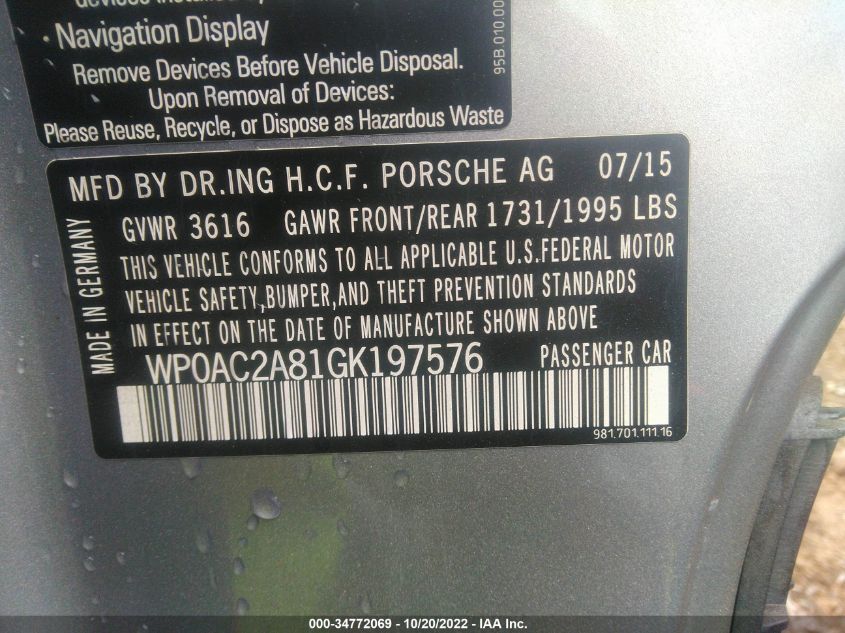 · Navigation Display
Remove Devices Before Vehicle Disposal.
Upon Removal of Devices:
Please Reuse, Recycle, or Dispose as Hazardous Waste
95B.010.00
MFD BY DR.ING H.C.F. PORSCHE AG 07/15
GVWR 3616 GAWR FRONT/REAR 1731/1995 LBS
THIS VEHICLE CONFORMS TO ALL APPLICABLE U.S.FEDERAL MOTOR
VEHICLE SAFETY,BUMPER,AND THEFT PREVENTION STANDARDS
IN EFFECT ON THE DATE OF MANUFACTURE SHOWN ABOVE
WP0AC2A81GK197576 PASSENGER CAR
MADE IN GERMANY
981.701.111.16
000-34772069 - 10/20/2022 - IAA Inc.